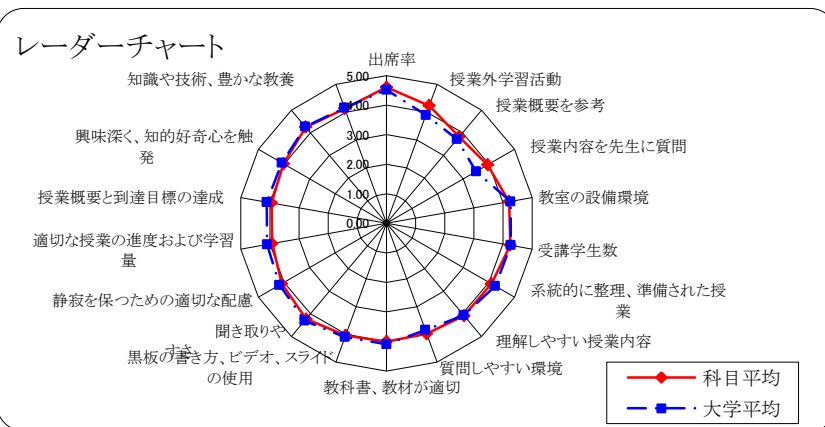 レーダーチャート
出席率
授業外学習活動
授業概要を参考
授業内容を先生に質問
教室の設備環境
受講学生数
系統的に整理、準備された授
業
理解しやすい授業内容
質問しやすい環境
教科書、教材が適切
黒板の書き方、ビデオ、スライド
の使用
聞き取りや
すさ
静寂を保つための適切な配慮
適切な授業の進度および学習
量
授業概要と到達目標の達成
興味深く、知的好奇心を触
発
知識や技術、豊かな教養
5.00
4.00
3.00
2.00
1.00
0.00
科目平均
大学平均